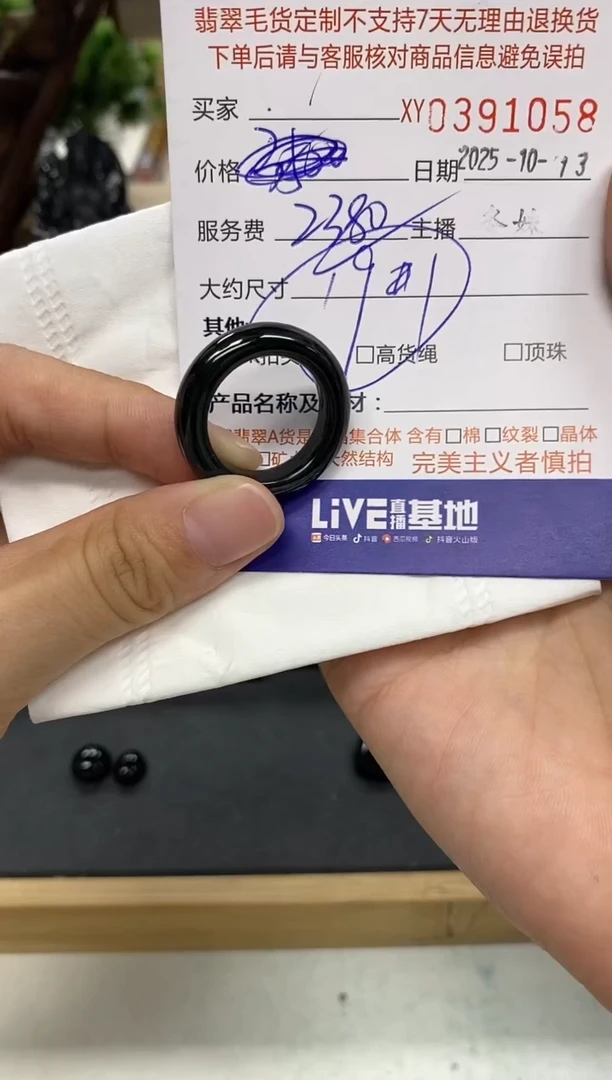 翡翠毛货定制不支持7天无理由退换货
下单后请与客服核对商品信息避免误拍
买家 XY0391058
价格 日期 2025-10-13
服务费 2380 主播
大约尺寸 19#
其他
□高货绳 □顶珠
产品名称及 寸：
翡翠A货是 集合体 含有□棉 □纹裂 □晶体
□矿 天然结构 完美主义者慎拍
LiVE直播基地
今日头条 抖音 西瓜视频 抖音火山版